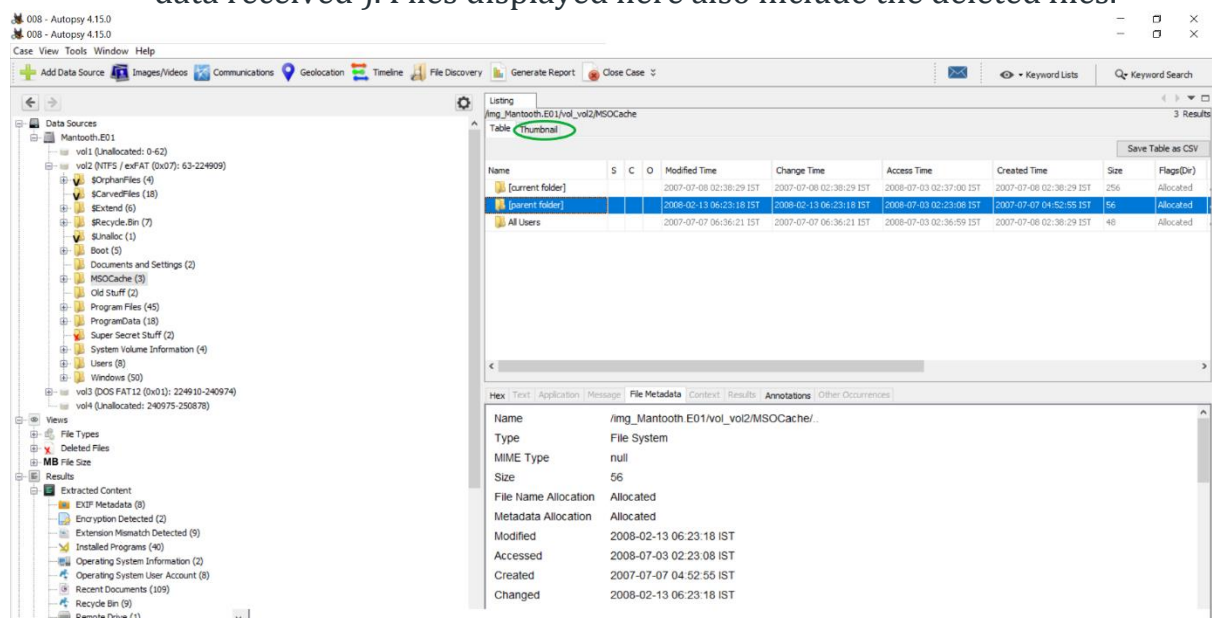 data received ). Files displayed here also include the deleted files.
008 - Autopsy 4.15.0
008 - Autopsy 4.15.0
Case View Tools Window Help
Add Data Source Images/Videos Communications Geolocation Timeline File Discovery Generate Report Close Case Keyword Lists Keyword Search
Listing
/img_Mantooth.E01/vol_vol2/MSOCache 3 Results
Table Thumbnail
Save Table as CSV
Name S C O Modified Time Change Time Access Time Created Time Size Flags(Dir)
[current folder] 2007-07-08 02:38:29 IST 2007-07-08 02:38:29 IST 2008-07-03 02:37:00 IST 2007-07-08 02:38:29 IST 256 Allocated
[parent folder] 2008-02-13 06:23:18 IST 2008-02-13 06:23:18 IST 2008-07-03 02:23:08 IST 2007-07-07 04:52:55 IST 56 Allocated
All Users 2007-07-07 06:36:21 IST 2007-07-07 06:36:21 IST 2008-07-03 02:36:59 IST 2007-07-08 02:38:29 IST 48 Allocated
Data Sources
Mantooth.E01
vol1 (Unallocated: 0-62)
vol2 (NTFS / exFAT (0x07): 63-224909)
$OrphanFiles (4)
$CarvedFiles (18)
$Extend (6)
$Recycle.Bin (7)
$Unalloc (1)
Boot (5)
Documents and Settings (2)
MSOCache (3)
Old Stuff (2)
Program Files (45)
ProgramData (18)
Super Secret Stuff (2)
System Volume Information (4)
Users (8)
Windows (50)
vol3 (DOS FAT12 (0x01): 224910-240974)
vol4 (Unallocated: 240975-250878)
Views
File Types
Deleted Files
MB File Size
Results
Extracted Content
EXIF Metadata (8)
Encryption Detected (2)
Extension Mismatch Detected (9)
Installed Programs (40)
Operating System Information (2)
Operating System User Account (8)
Recent Documents (109)
Recycle Bin (9)
Remote Drive (1)
Hex Text Application Message File Metadata Context Results Annotations Other Occurrences
Name /img_Mantooth.E01/vol_vol2/MSOCache/..
Type File System
MIME Type null
Size 56
File Name Allocation Allocated
Metadata Allocation Allocated
Modified 2008-02-13 06:23:18 IST
Accessed 2008-07-03 02:23:08 IST
Created 2007-07-07 04:52:55 IST
Changed 2008-02-13 06:23:18 IST